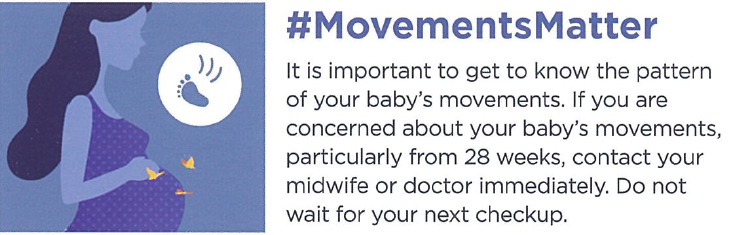 #MovementsMatter
It is important to get to know the pattern
of your baby's movements. If you are
concerned about your baby's movements,
particularly from 28 weeks, contact your
midwife or doctor immediately. Do not
wait for your next checkup.